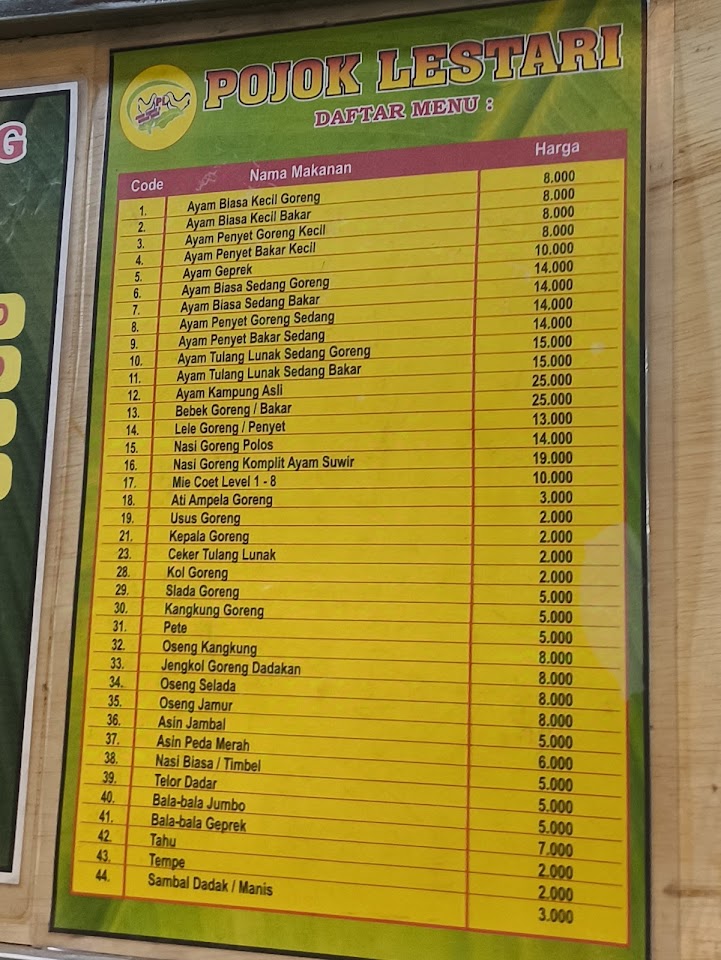 POJOK LESTARI
DAFTAR MENU :
Code Nama Makanan Harga
1. Ayam Biasa Kecil Goreng 8.000
2. Ayam Biasa Kecil Bakar 8.000
3. Ayam Penyet Goreng Kecil 8.000
4. Ayam Penyet Bakar Kecil 8.000
5. Ayam Geprek 10.000
6. Ayam Biasa Sedang Goreng 14.000
7. Ayam Biasa Sedang Bakar 14.000
8. Ayam Penyet Goreng Sedang 14.000
9. Ayam Penyet Bakar Sedang 14.000
10. Ayam Tulang Lunak Sedang Goreng 15.000
11. Ayam Tulang Lunak Sedang Bakar 15.000
12. Ayam Kampung Asli 25.000
13. Bebek Goreng / Bakar 25.000
14. Lele Goreng / Penyet 13.000
15. Nasi Goreng Polos 14.000
16. Nasi Goreng Komplit Ayam Suwir 19.000
17. Mie Coet Level 1 - 8 10.000
18. Ati Ampela Goreng 3.000
19. Usus Goreng 2.000
21. Kepala Goreng 2.000
23. Ceker Tulang Lunak 2.000
28. Kol Goreng 2.000
29. Slada Goreng 5.000
30. Kangkung Goreng 5.000
31. Pete 5.000
32. Oseng Kangkung 8.000
33. Jengkol Goreng Dadakan 8.000
34. Oseng Selada 8.000
35. Oseng Jamur 8.000
36. Asin Jambal 5.000
37. Asin Peda Merah 6.000
38. Nasi Biasa / Timbel 5.000
39. Telor Dadar 5.000
40. Bala-bala Jumbo 5.000
41. Bala-bala Geprek 7.000
42. Tahu 2.000
43. Tempe 2.000
44. Sambal Dadak / Manis 3.000